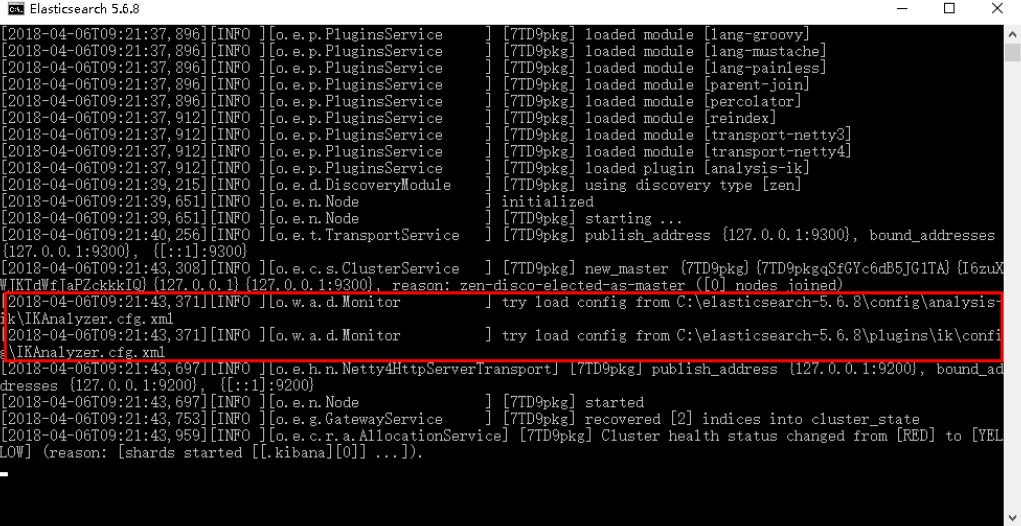 Elasticsearch 5.6.8
[2018-04-06T09:21:37,896][INFO ][o.e.p.PluginsService     ] [7TD9pkg] loaded module [lang-groovy]
[2018-04-06T09:21:37,896][INFO ][o.e.p.PluginsService     ] [7TD9pkg] loaded module [lang-mustache]
[2018-04-06T09:21:37,896][INFO ][o.e.p.PluginsService     ] [7TD9pkg] loaded module [lang-painless]
[2018-04-06T09:21:37,896][INFO ][o.e.p.PluginsService     ] [7TD9pkg] loaded module [parent-join]
[2018-04-06T09:21:37,896][INFO ][o.e.p.PluginsService     ] [7TD9pkg] loaded module [percolator]
[2018-04-06T09:21:37,912][INFO ][o.e.p.PluginsService     ] [7TD9pkg] loaded module [reindex]
[2018-04-06T09:21:37,912][INFO ][o.e.p.PluginsService     ] [7TD9pkg] loaded module [transport-netty3]
[2018-04-06T09:21:37,912][INFO ][o.e.p.PluginsService     ] [7TD9pkg] loaded module [transport-netty4]
[2018-04-06T09:21:37,912][INFO ][o.e.p.PluginsService     ] [7TD9pkg] loaded plugin [analysis-ik]
[2018-04-06T09:21:39,215][INFO ][o.e.d.DiscoveryModule    ] [7TD9pkg] using discovery type [zen]
[2018-04-06T09:21:39,651][INFO ][o.e.n.Node               ] initialized
[2018-04-06T09:21:39,651][INFO ][o.e.n.Node               ] [7TD9pkg] starting ...
[2018-04-06T09:21:40,256][INFO ][o.e.t.TransportService   ] [7TD9pkg] publish_address {127.0.0.1:9300}, bound_addresses
{127.0.0.1:9300}, {[::1]:9300}
[2018-04-06T09:21:43,308][INFO ][o.e.c.s.ClusterService   ] [7TD9pkg] new_master {7TD9pkg}{7TD9pkgqSfGYc6dB5JG1TA}{I6zuX
WJKTdWfJaPZckkkIQ}{127.0.0.1}{127.0.0.1:9300}, reason: zen-disco-elected-as-master ([0] nodes joined)
[2018-04-06T09:21:43,371][INFO ][o.w.a.d.Monitor          ] try load config from C:\elasticsearch-5.6.8\config\analysis-
ik\IKAnalyzer.cfg.xml
[2018-04-06T09:21:43,371][INFO ][o.w.a.d.Monitor          ] try load config from C:\elasticsearch-5.6.8\plugins\ik\confi
g\IKAnalyzer.cfg.xml
[2018-04-06T09:21:43,697][INFO ][o.e.h.n.Netty4HttpServerTransport] [7TD9pkg] publish_address {127.0.0.1:9200}, bound_ad
dresses {127.0.0.1:9200}, {[::1]:9200}
[2018-04-06T09:21:43,697][INFO ][o.e.n.Node               ] [7TD9pkg] started
[2018-04-06T09:21:43,753][INFO ][o.e.g.GatewayService     ] [7TD9pkg] recovered [2] indices into cluster_state
[2018-04-06T09:21:43,959][INFO ][o.e.c.r.a.AllocationService] [7TD9pkg] Cluster health status changed from [RED] to [YEL
LOW] (reason: [shards started [[.kibana][0]] ...]).